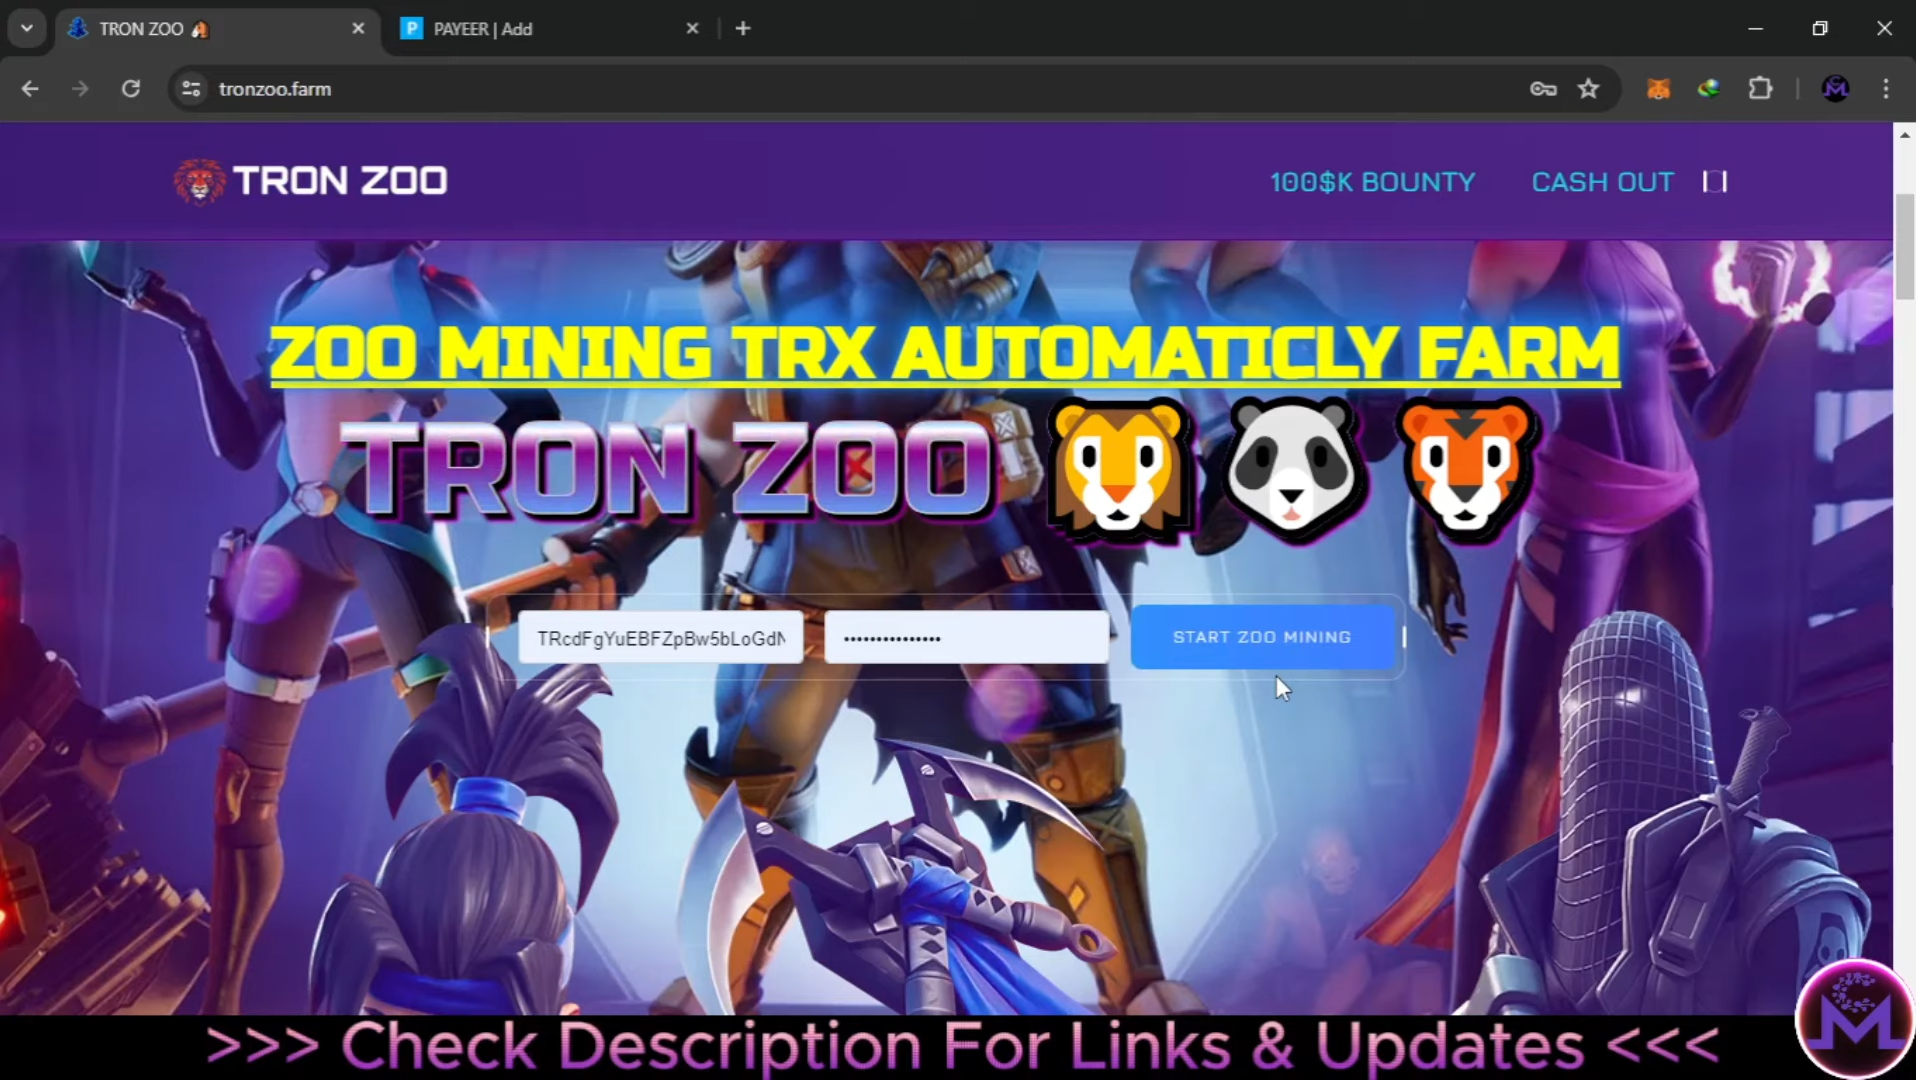 TRON ZOO
PAYEER | Add
tronzoo.farm
TRON ZOO
100$K BOUNTY
CASH OUT
ZOO MINING TRX AUTOMATICLY FARM
TRON ZOO
TRcdFgYuEBFZpBw5bLoGdN
START ZOO MINING
>>> Check Description For Links & Updates <<<